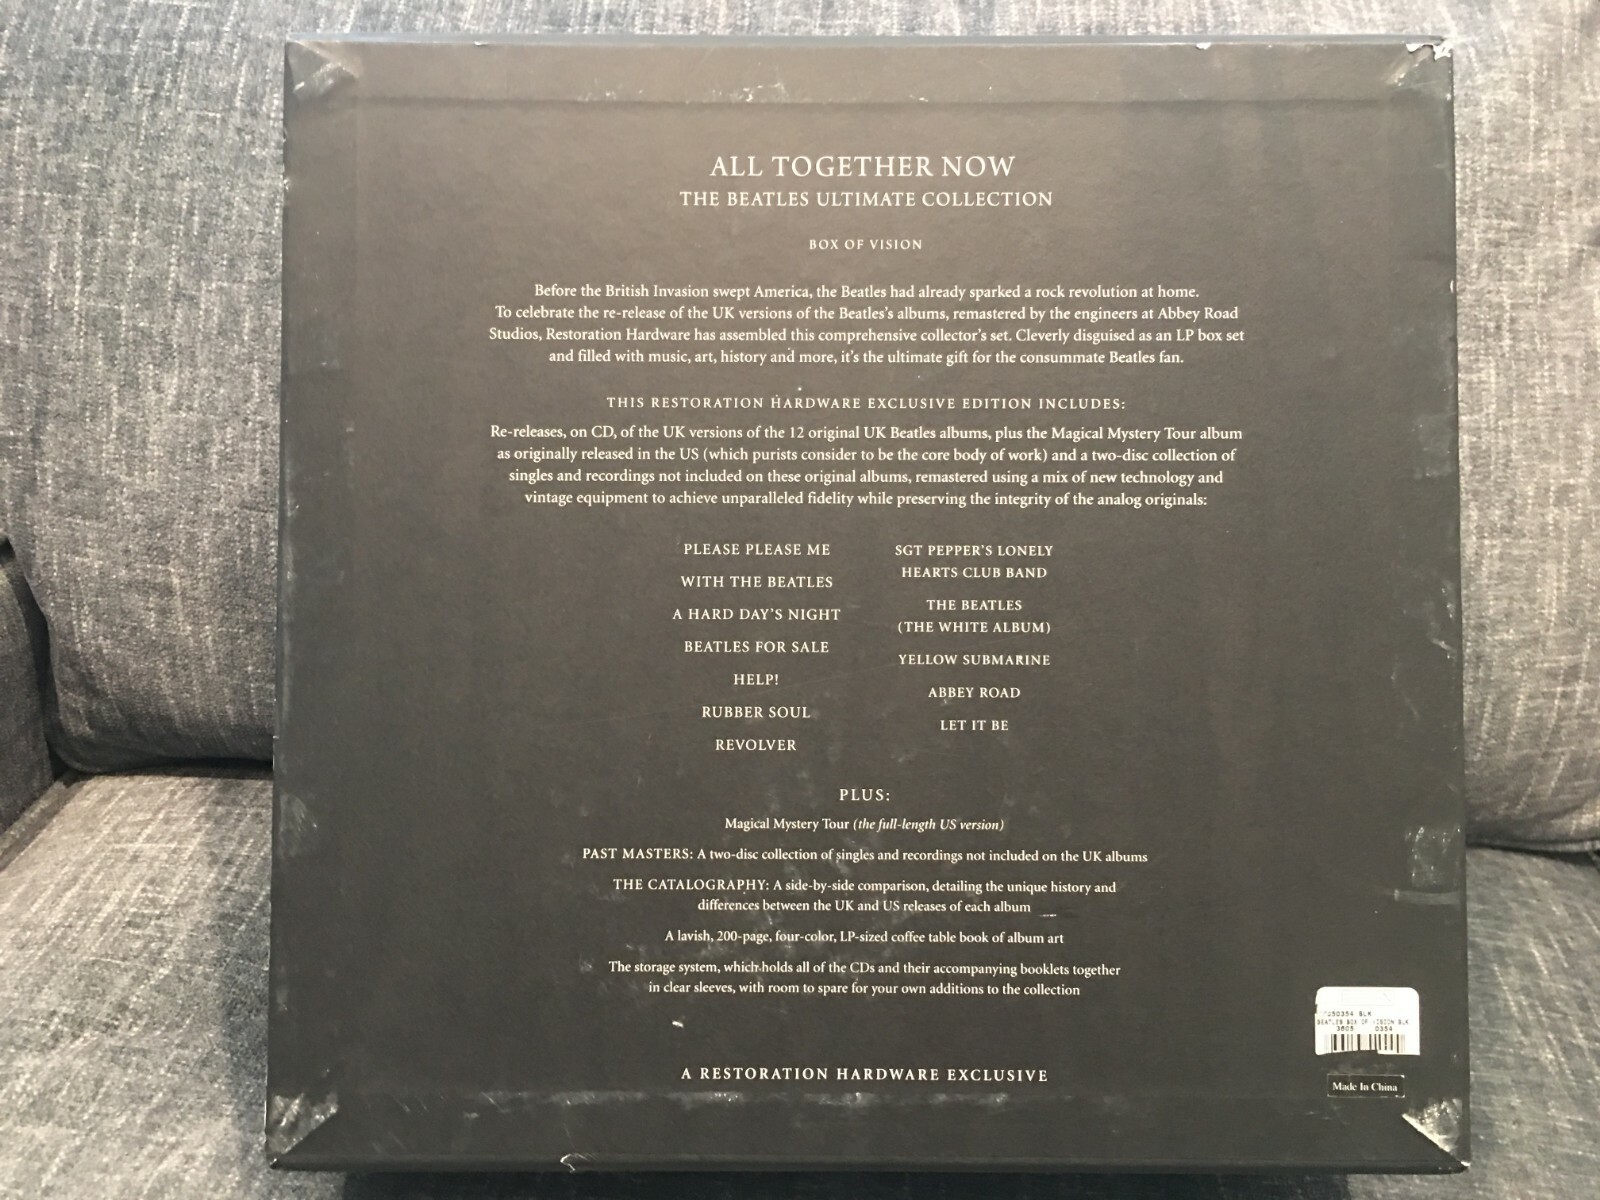 ALL TOGETHER NOW
THE BEATLES ULTIMATE COLLECTION
BOX OF VISION
Before the British Invasion swept America, the Beatles had already sparked a rock revolution at home.
To celebrate the re-release of the UK versions of the Beatles's albums, remastered by the engineers at Abbey Road
Studios, Restoration Hardware has assembled this comprehensive collector's set. Cleverly disguised as an LP box set
and filled with music, art, history and more, it's the ultimate gift for the consummate Beatles fan.
THIS RESTORATION HARDWARE EXCLUSIVE EDITION INCLUDES:
Re-releases, on CD, of the UK versions of the 12 original UK Beatles albums, plus the Magical Mystery Tour album
as originally released in the US (which purists consider to be the core body of work) and a two-disc collection of
singles and recordings not included on these original albums, remastered using a mix of new technology and
vintage equipment to achieve unparalleled fidelity while preserving the integrity of the analog originals:
PLEASE PLEASE ME
WITH THE BEATLES
A HARD DAY'S NIGHT
BEATLES FOR SALE
HELP!
RUBBER SOUL
REVOLVER
SGT PEPPER'S LONELY
HEARTS CLUB BAND
THE BEATLES
(THE WHITE ALBUM)
YELLOW SUBMARINE
ABBEY ROAD
LET IT BE
PLUS:
Magical Mystery Tour (the full-length US version)
PAST MASTERS: A two-disc collection of singles and recordings not included on the UK albums
THE CATALOGRAPHY: A side-by-side comparison, detailing the unique history and
differences between the UK and US releases of each album
A lavish, 200-page, four-color, LP-sized coffee table book of album art
The storage system, which holds all of the CDs and their accompanying booklets together
in clear sleeves, with room to spare for your own additions to the collection
A RESTORATION HARDWARE EXCLUSIVE
BLK
BEATLES BOX OF VISION BLK
3605 0354
Made In China